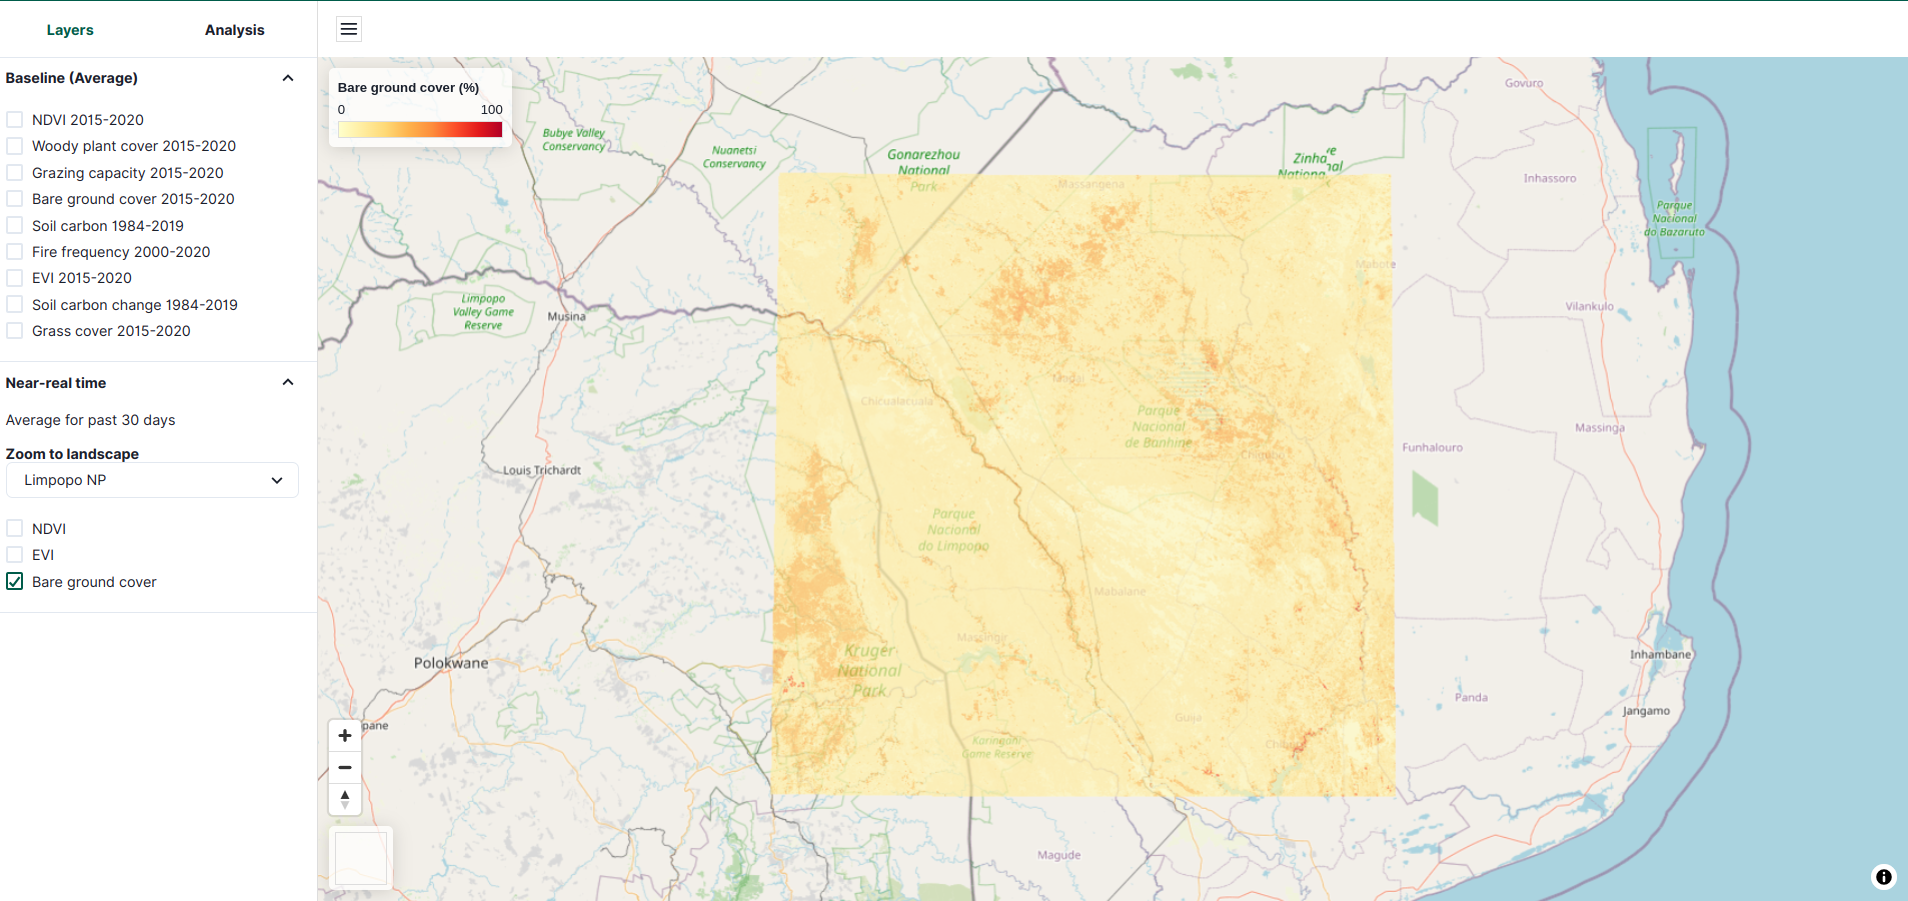 Layers
Analysis
Baseline (Average)
NDVI 2015-2020
Woody plant cover 2015-2020
Grazing capacity 2015-2020
Bare ground cover 2015-2020
Soil carbon 1984-2019
Fire frequency 2000-2020
EVI 2015-2020
Soil carbon change 1984-2019
Grass cover 2015-2020
Near-real time
Average for past 30 days
Zoom to landscape
Limpopo NP
NDVI
EVI
Bare ground cover
Bare ground cover (%)
0 100
Bubye Valley
Conservancy
Nuanetsi
Conservancy
Gonarezhou
National
Park
Massangena
Govuro
Inhassoro
Parque
Nacional
do Bazaruto
Mabote
Vilankulo
Limpopo
Valley Game
Reserve
Musina
Chicualacuala
Parque
Nacional
de Banhine
Massinga
Funhalouro
Louis Trichardt
Parque
Nacional
do Limpopo
Mabalane
Massingir
Kruger
National
Park
Polokwane
Inhambane
Panda
Jangamo
Guija
Karingani
Game Reserve
pane
Magude